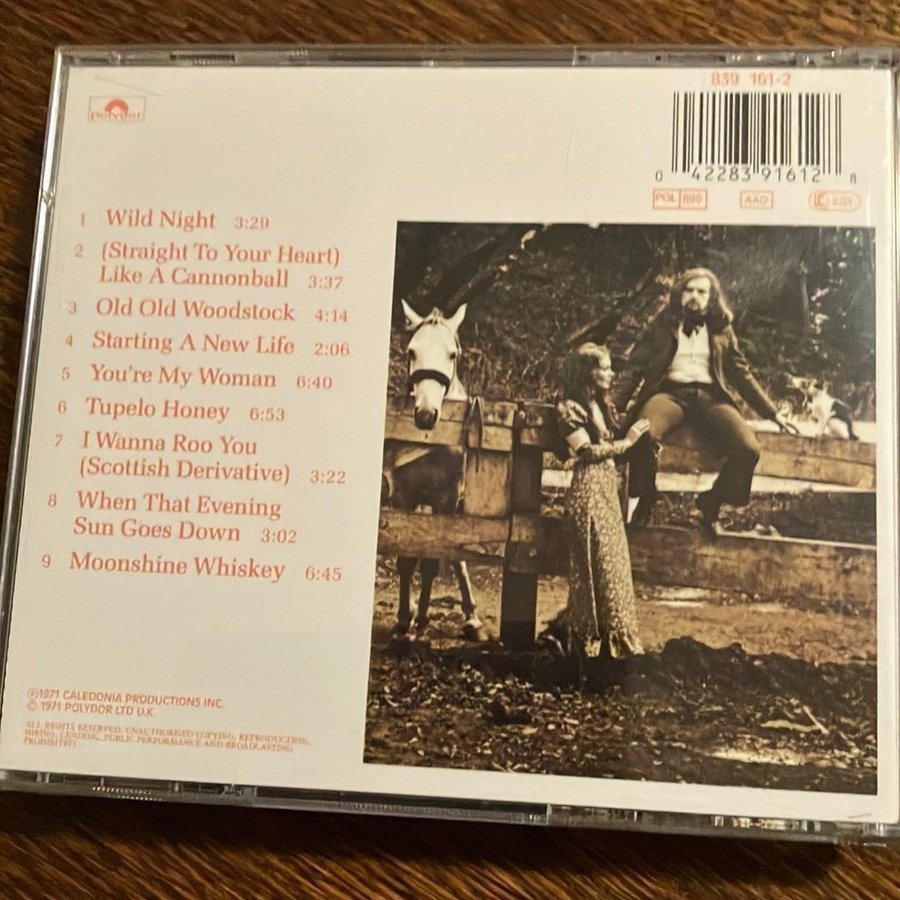 polydor
839 161-2
0 42283 91612 8
POL 899
AAD
1 Wild Night 3:29
2 (Straight To Your Heart)
Like A Cannonball 3:37
3 Old Old Woodstock 4:14
4 Starting A New Life 2:06
5 You're My Woman 6:40
6 Tupelo Honey 6:53
7 I Wanna Roo You
(Scottish Derivative) 3:22
8 When That Evening
Sun Goes Down 3:02
9 Moonshine Whiskey 6:45
℗1971 CALEDONIA PRODUCTIONS INC.
© 1971 POLYDOR LTD U.K.
ALL RIGHTS RESERVED. UNAUTHORISED COPYING, REPRODUCTION,
HIRING, LENDING, PUBLIC PERFORMANCE AND BROADCASTING
PROHIBITED